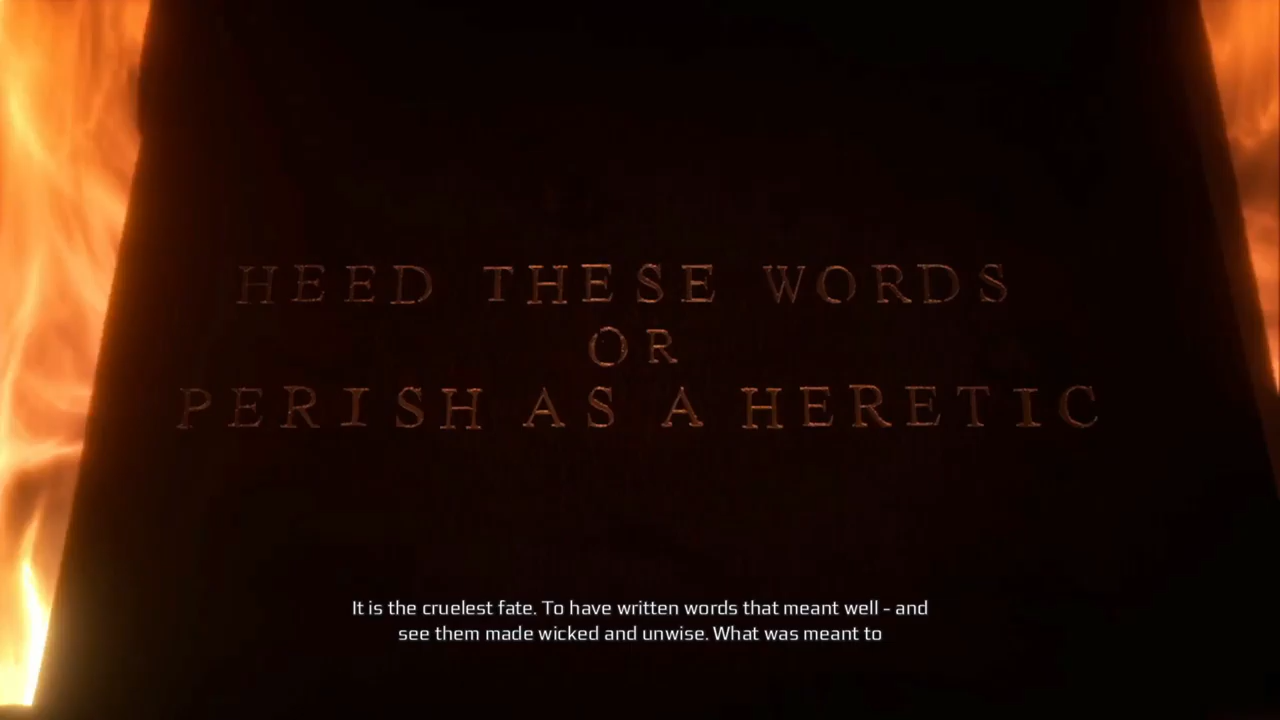 HEED THESE WORDS
OR
PERISH AS A HERETIC
It is the cruelest fate. To have written words that meant well - and
see them made wicked and unwise. What was meant to